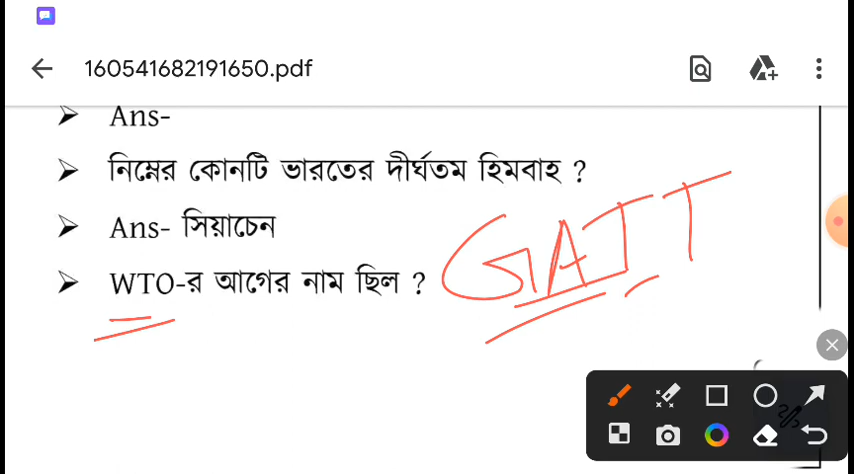 160541682191650.pdf
Ans-
নিম্নের কোনটি ভারতের দীর্ঘতম হিমবাহ ?
Ans- সিয়াচেন
WTO-র আগের নাম ছিল ? GATT